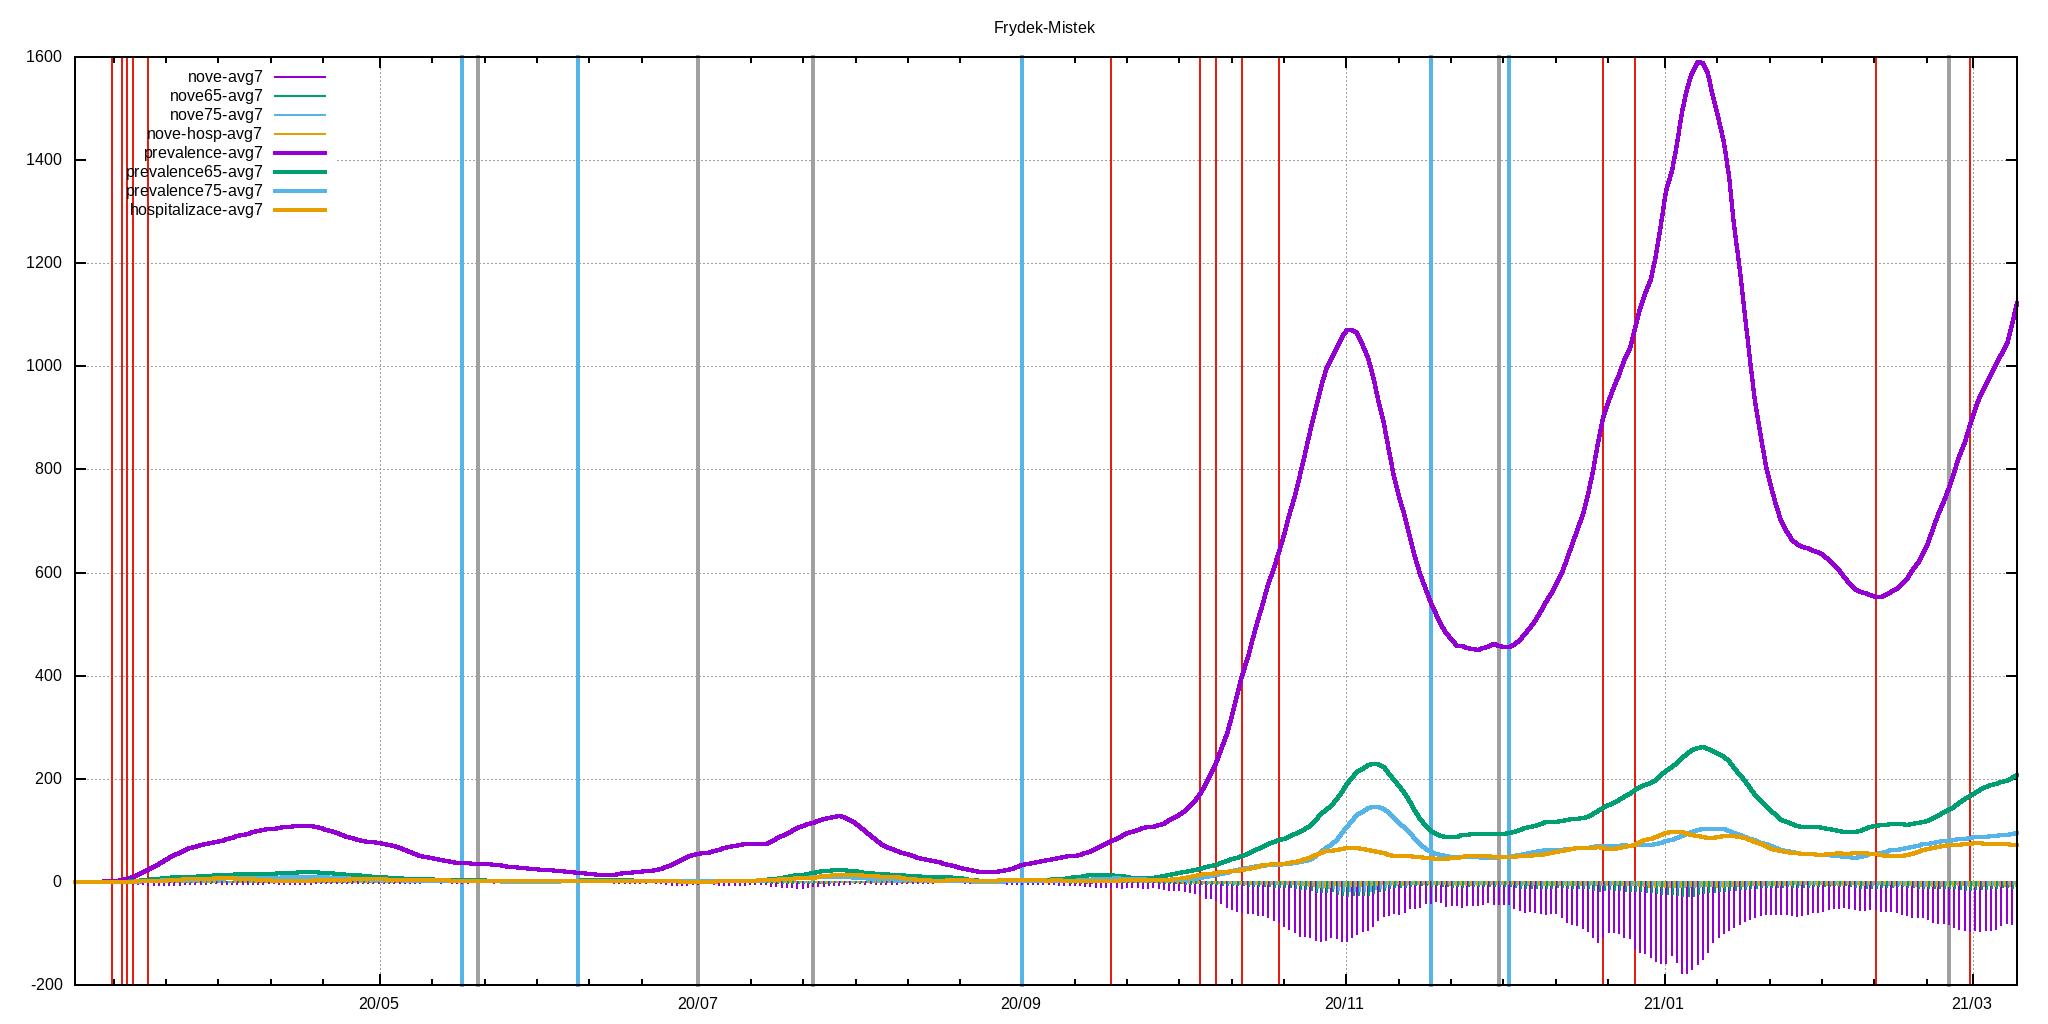 Frydek-Mistek
1600
1400
1200
1000
800
600
400
200
0
-200
nove-avg7
nove65-avg7
nove75-avg7
nove-hosp-avg7
prevalence-avg7
prevalence65-avg7
prevalence75-avg7
hospitalizace-avg7
20/05 20/07 20/09 20/11 21/01 21/03